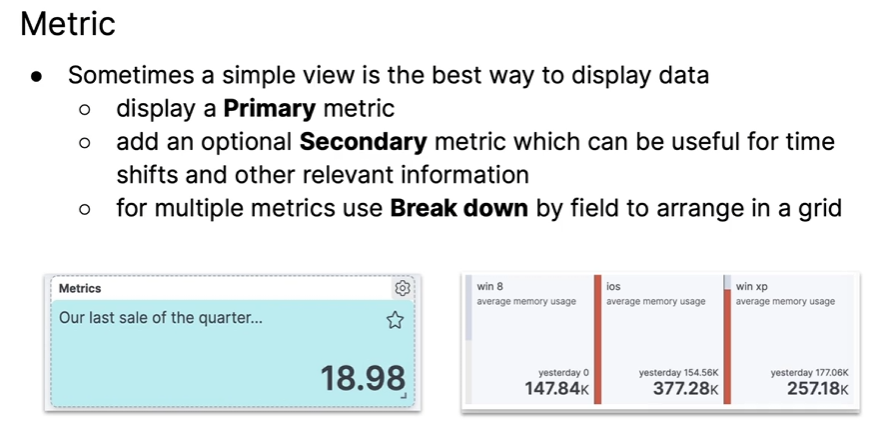 Metric
● Sometimes a simple view is the best way to display data
○ display a Primary metric
○ add an optional Secondary metric which can be useful for time
shifts and other relevant information
○ for multiple metrics use Break down by field to arrange in a grid
Metrics
Our last sale of the quarter...
18.98
win 8
average memory usage
yesterday 0
147.84K
ios
average memory usage
yesterday 154.56K
377.28K
win xp
average memory usage
yesterday 177.06K
257.18K